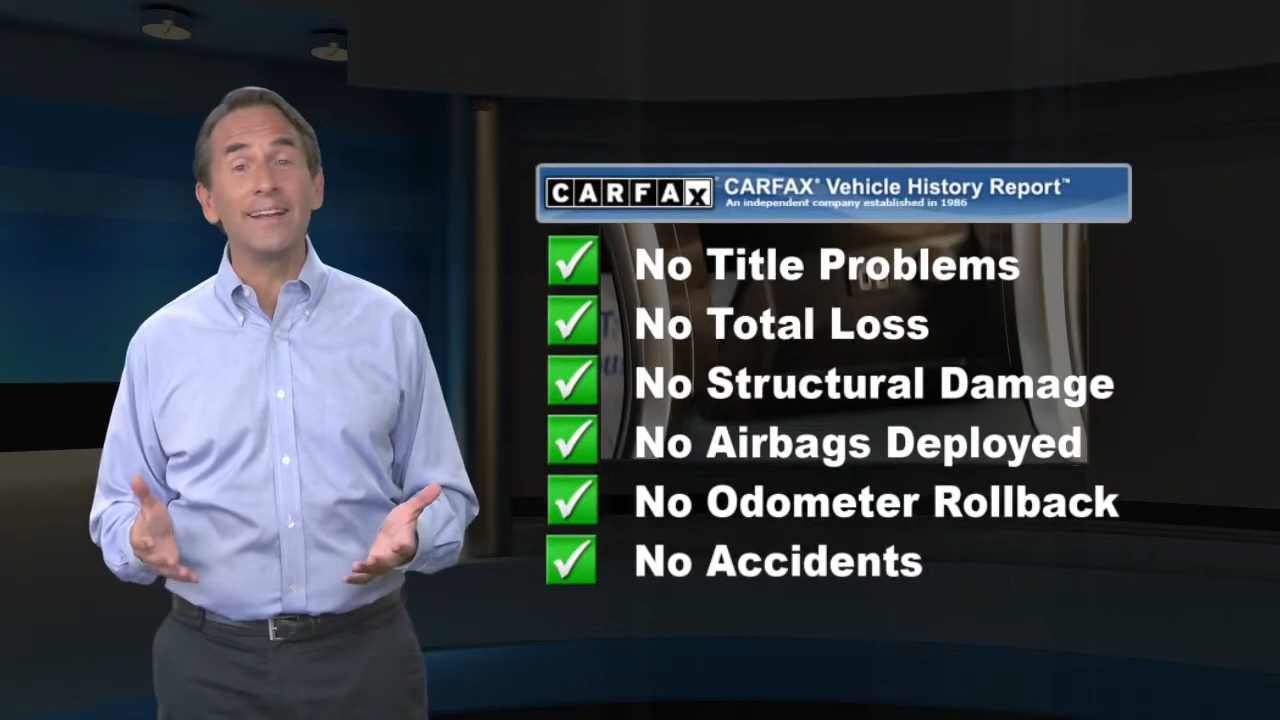 CARFAX® CARFAX® Vehicle History Report™
An independent company established in 1986
No Title Problems
No Total Loss
No Structural Damage
No Airbags Deployed
No Odometer Rollback
No Accidents